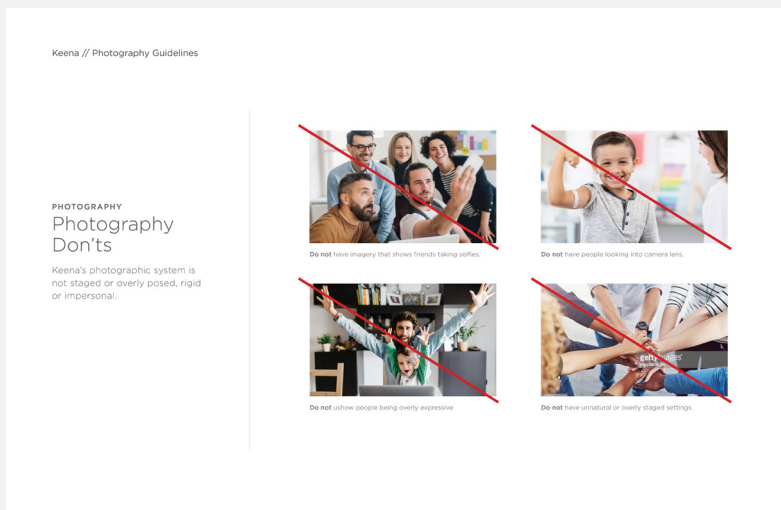 Keena // Photography Guidelines
PHOTOGRAPHY
Photography
Don'ts
Keena's photographic system is
not staged or overly posed, rigid
or impersonal.
Do not have imagery that shows friends taking selfies.
Do not have people looking into camera lens.
Do not ushow people being overly expressive
Do not have unnatural or overly staged settings.